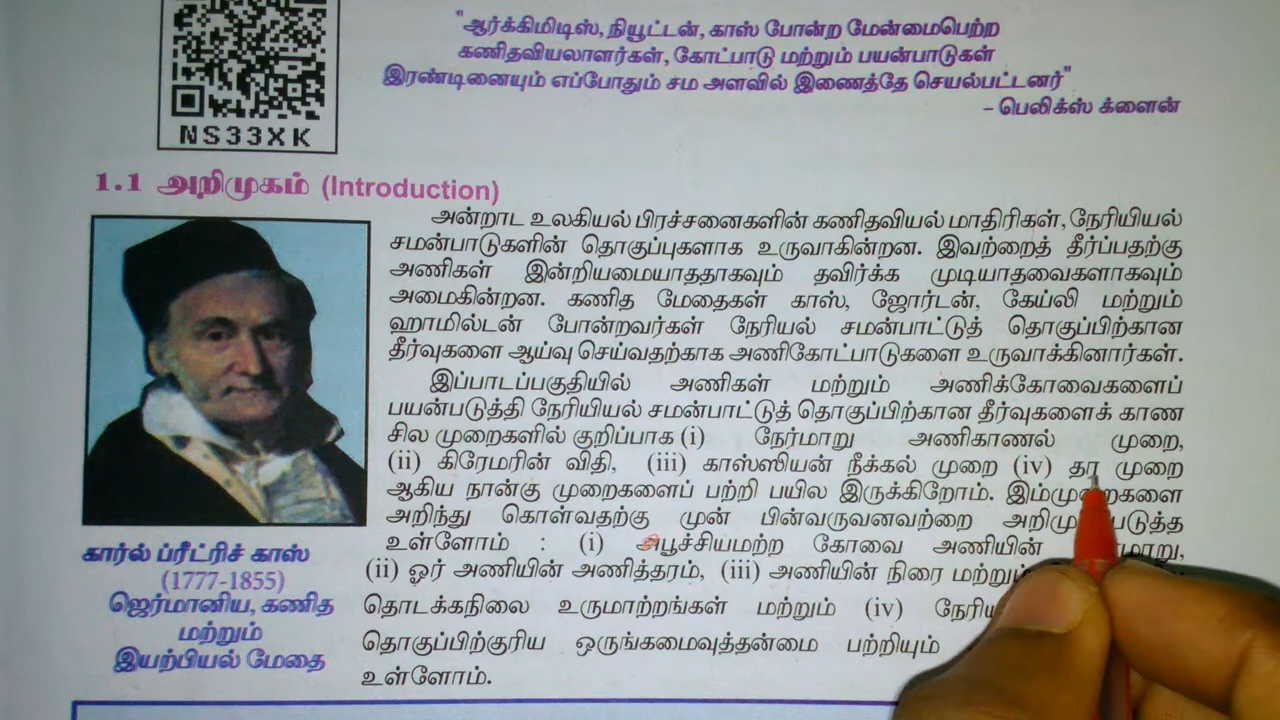 "ஆர்க்கிமிடிஸ், நியூட்டன், காஸ் போன்ற மேன்மைபெற்ற
கணிதவியலாளர்கள், கோட்பாடு மற்றும் பயன்பாடுகள்
இரண்டினையும் எப்போதும் சம அளவில் இணைத்தே செயல்பட்டனர்"
– பெலிக்ஸ் க்ளைன்
NS33XK
1.1 அறிமுகம் (Introduction)
அன்றாட உலகியல் பிரச்சனைகளின் கணிதவியல் மாதிரிகள், நேரியியல்
சமன்பாடுகளின் தொகுப்புகளாக உருவாகின்றன. இவற்றைத் தீர்ப்பதற்கு
அணிகள் இன்றியமையாததாகவும் தவிர்க்க முடியாதவைகளாகவும்
அமைகின்றன. கணித மேதைகள் காஸ், ஜோர்டன், கேய்லி மற்றும்
ஹாமில்டன் போன்றவர்கள் நேரியல் சமன்பாட்டுத் தொகுப்பிற்கான
தீர்வுகளை ஆய்வு செய்வதற்காக அணிகோட்பாடுகளை உருவாக்கினார்கள்.
இப்பாடப்பகுதியில் அணிகள் மற்றும் அணிக்கோவைகளைப்
பயன்படுத்தி நேரியியல் சமன்பாட்டுத் தொகுப்பிற்கான தீர்வுகளைக் காண
சில முறைகளில் குறிப்பாக (i) நேர்மாறு அணிகாணல் முறை,
(ii) கிரேமரின் விதி, (iii) காஸ்ஸியன் நீக்கல் முறை (iv) தர முறை
ஆகிய நான்கு முறைகளைப் பற்றி பயில இருக்கிறோம். இம்முறைகளை
அறிந்து கொள்வதற்கு முன் பின்வருவனவற்றை
உள்ளோம் : (i) அபூச்சியமற்ற கோவை அணியின்
(ii) ஓர் அணியின் அணித்தரம், (iii) அணியின் நிரை
தொடக்கநிலை உருமாற்றங்கள் மற்றும் (iv)
தொகுப்பிற்குரிய ஒருங்கமைவுத்தன்மை பற்றியும்
உள்ளோம்.
கார்ல் ப்ரீட்ரிச் காஸ்
(1777-1855)
ஜெர்மானிய, கணித
மற்றும்
இயற்பியல் மேதை